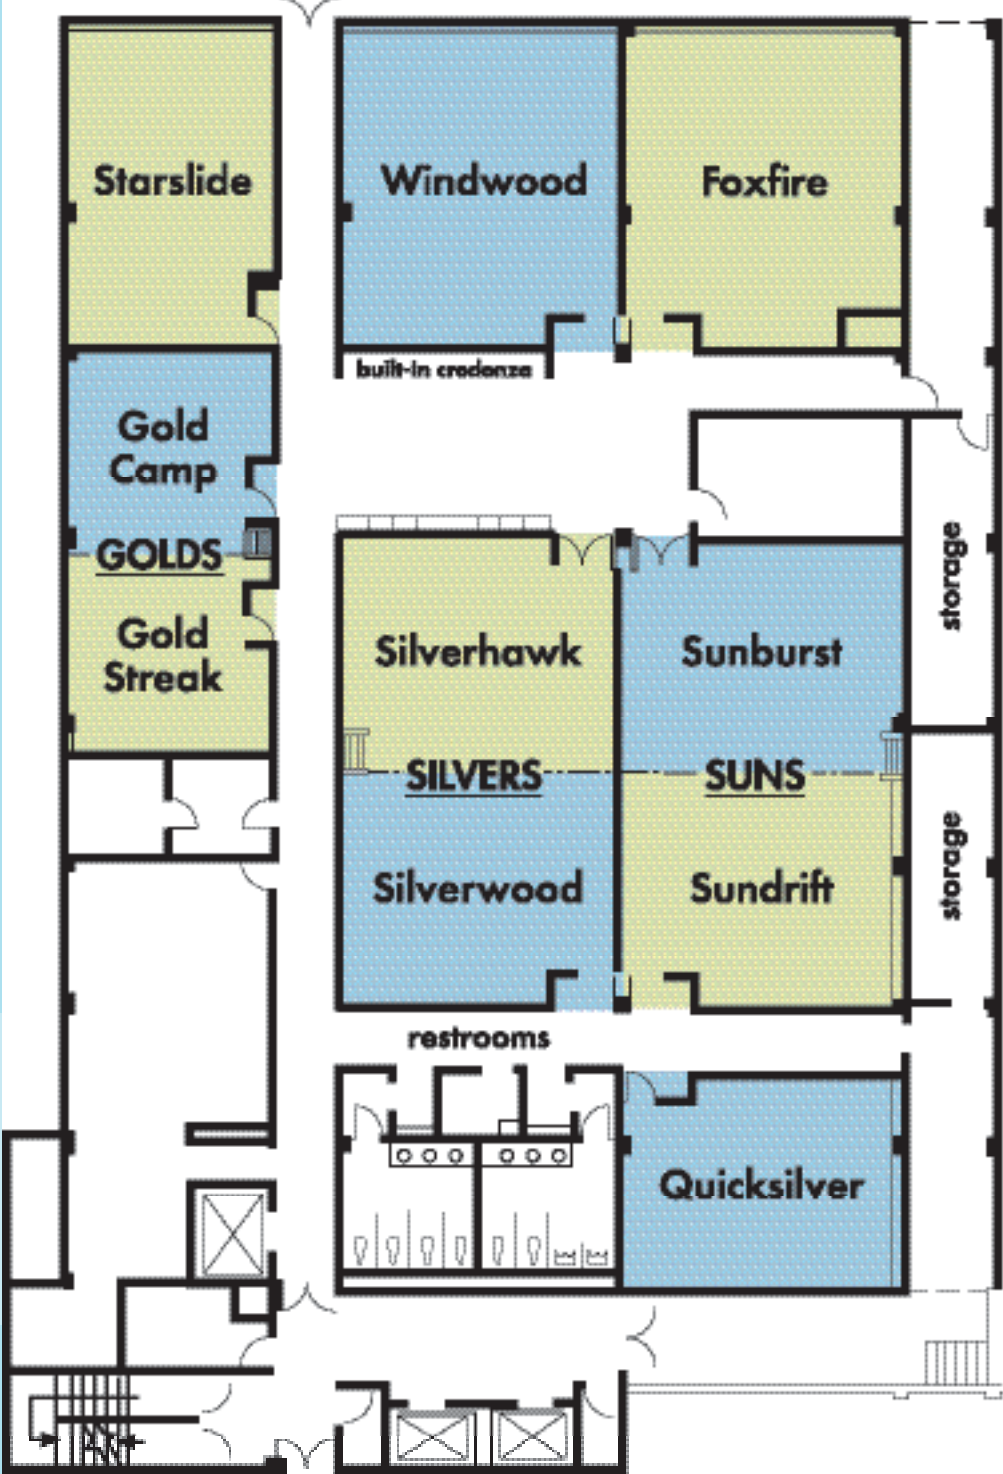 Starslide
Windwood
Foxfire
built-in credenza
Gold
Camp
GOLDS
Gold
Streak
Silverhawk
Sunburst
storage
SILVERS
SUNS
storage
Silverwood
Sundrift
restrooms
Quicksilver